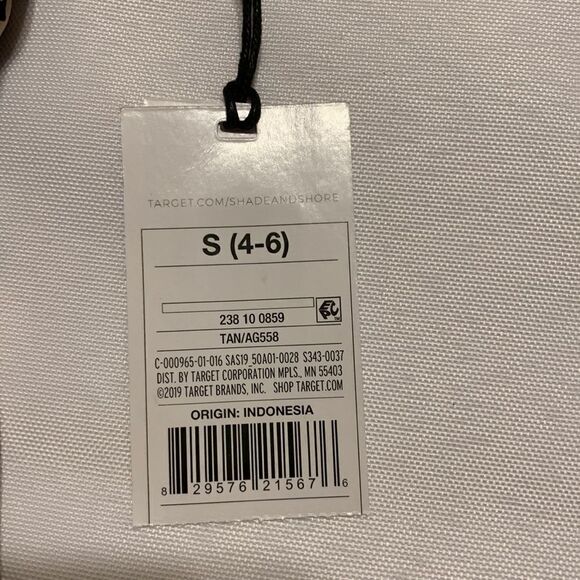 TARGET.COM/SHADEANDSHORE
S (4-6)
238 10 0859
TAN/AG558
C-000965-01-016 SAS19_50A01-0028 S343-0037
DIST. BY TARGET CORPORATION MPLS., MN 55403
©2019 TARGET BRANDS, INC. SHOP TARGET.COM
ORIGIN: INDONESIA
8 29576 21567 6